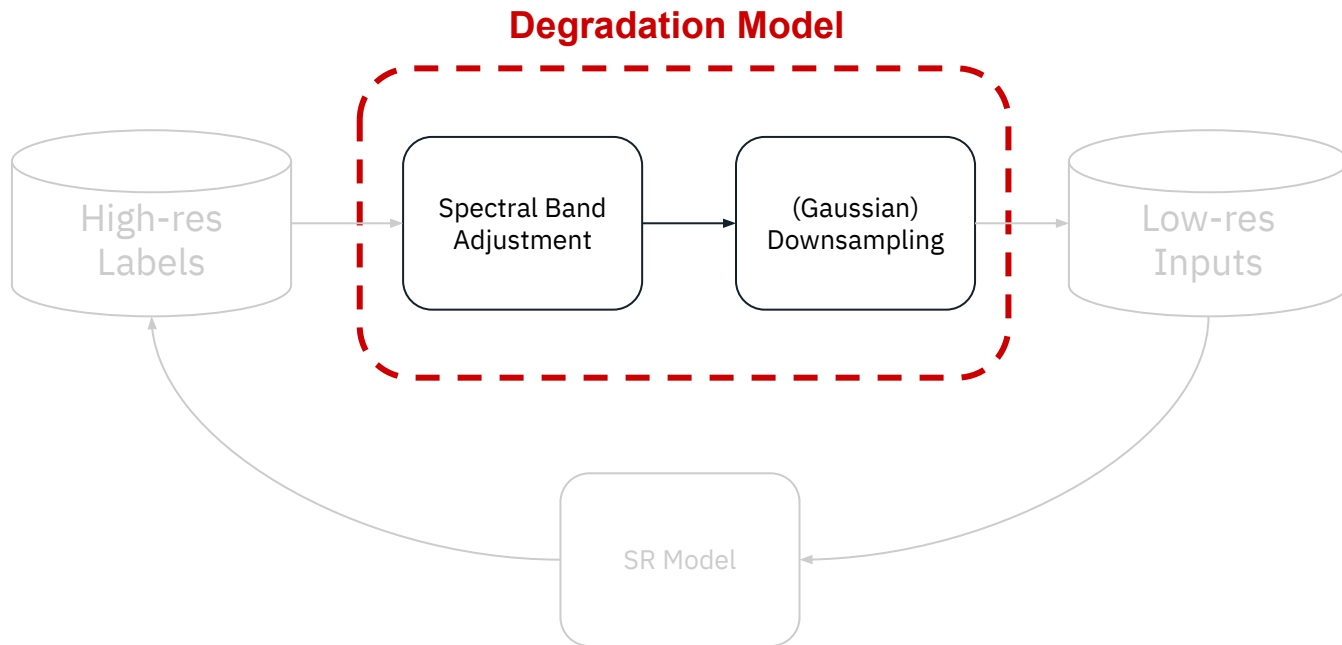 Degradation Model
High-res
Labels
Spectral Band
Adjustment
(Gaussian)
Downsampling
Low-res
Inputs
SR Model